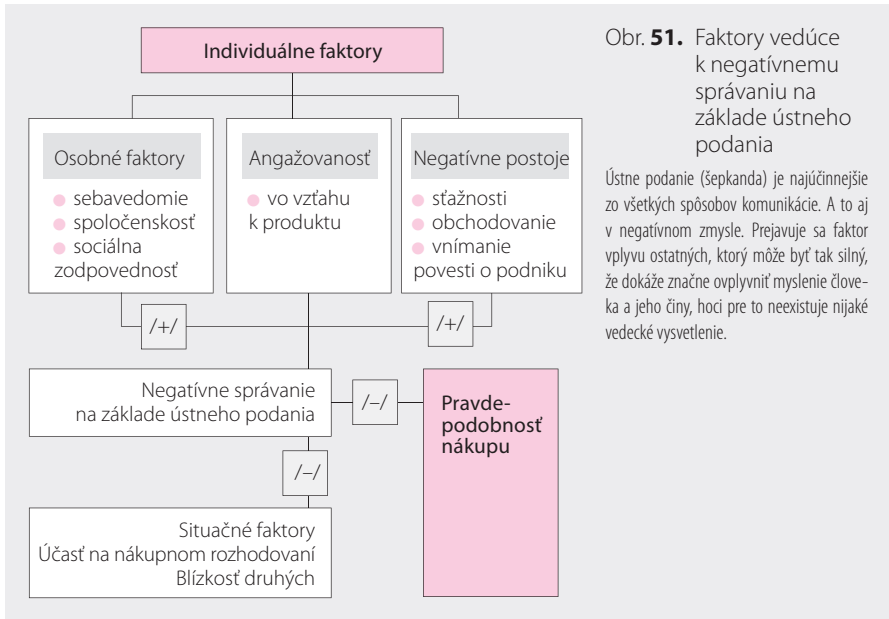 Individuálne faktory
Osobné faktory
sebavedomie
spoločenskosť
sociálna
zodpovednosť
Angažovanosť
vo vzťahu
k produktu
Negatívne postoje
sťažnosti
obchodovanie
vnímanie
povesti o podniku
/+/
/+/
Negatívne správanie
na základe ústneho podania
/–/
Pravde-
podobnosť
nákupu
/–/
Situačné faktory
Účasť na nákupnom rozhodovaní
Blízkosť druhých
Obr. 51. Faktory vedúce
k negatívnemu
správaniu na
základe ústneho
podania
Ústne podanie (šepkanda) je najúčinnejšie
zo všetkých spôsobov komunikácie. A to aj
v negatívnom zmysle. Prejavuje sa faktor
vplyvu ostatných, ktorý môže byť tak silný,
že dokáže značne ovplyvniť myslenie člove-
ka a jeho činy, hoci pre to neexistuje nijaké
vedecké vysvetlenie.